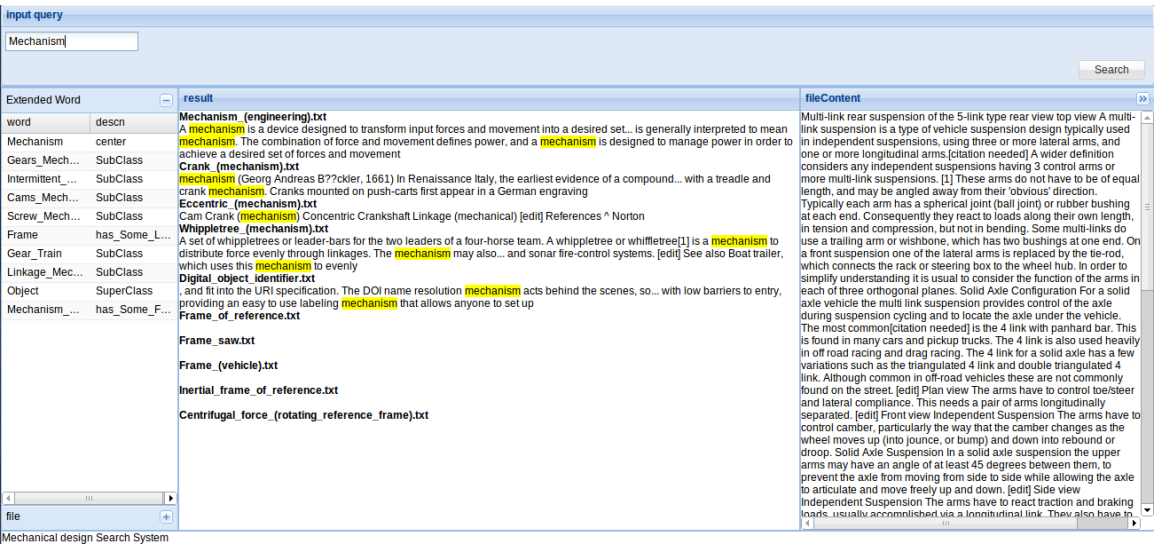 input query
Mechanism
Search
Extended Word
word descn
Mechanism center
Gears_Mech... SubClass
Intermittent_... SubClass
Cams_Mech... SubClass
Screw_Mech... SubClass
Frame has_Some_L...
Gear_Train SubClass
Linkage_Mec... SubClass
Object SuperClass
Mechanism_... has_Some_F...
file
result
Mechanism_(engineering).txt
A mechanism is a device designed to transform input forces and movement into a desired set... is generally interpreted to mean
mechanism. The combination of force and movement defines power, and a mechanism is designed to manage power in order to
achieve a desired set of forces and movement
Crank_(mechanism).txt
mechanism (Georg Andreas B??ckler, 1661) In Renaissance Italy, the earliest evidence of a compound... with a treadle and
crank mechanism. Cranks mounted on push-carts first appear in a German engraving
Eccentric_(mechanism).txt
Cam Crank (mechanism) Concentric Crankshaft Linkage (mechanical) [edit] References ^ Norton
Whippletree_(mechanism).txt
A set of whippletrees or leader-bars for the two leaders of a four-horse team. A whippletree or whiffletree[1] is a mechanism to
distribute force evenly through linkages. The mechanism may also... and sonar fire-control systems. [edit] See also Boat trailer,
which uses this mechanism to evenly
Digital_object_identifier.txt
, and fit into the URI specification. The DOI name resolution mechanism acts behind the scenes, so... with low barriers to entry,
providing an easy to use labeling mechanism that allows anyone to set up
Frame_of_reference.txt
Frame_saw.txt
Frame_(vehicle).txt
Inertial_frame_of_reference.txt
Centrifugal_force_(rotating_reference_frame).txt
fileContent
Multi-link rear suspension of the 5-link type rear view top view A multi-
link suspension is a type of vehicle suspension design typically used
in independent suspensions, using three or more lateral arms, and
one or more longitudinal arms.[citation needed] A wider definition
considers any independent suspensions having 3 control arms or
more multi-link suspensions. [1] These arms do not have to be of equal
length, and may be angled away from their 'obvious' direction.
Typically each arm has a spherical joint (ball joint) or rubber bushing
at each end. Consequently they react to loads along their own length,
in tension and compression, but not in bending. Some multi-links do
use a trailing arm or wishbone, which has two bushings at one end. On
a front suspension one of the lateral arms is replaced by the tie-rod,
which connects the rack or steering box to the wheel hub. In order to
simplify understanding it is usual to consider the function of the arms in
each of three orthogonal planes. Solid Axle Configuration For a solid
axle vehicle the multi link suspension provides control of the axle
during suspension cycling and to locate the axle under the vehicle.
The most common[citation needed] is the 4 link with panhard bar. This
is found in many cars and pickup trucks. The 4 link is also used heavily
in off road racing and drag racing. The 4 link for a solid axle has a few
variations such as the triangulated 4 link and double triangulated 4
link. Although common in off-road vehicles these are not commonly
found on the street. [edit] Plan view The arms have to control toe/steer
and lateral compliance. This needs a pair of arms longitudinally
separated. [edit] Front view Independent Suspension The arms have to
control camber, particularly the way that the camber changes as the
wheel moves up (into jounce, or bump) and down into rebound or
droop. Solid Axle Suspension In a solid axle suspension the upper
arms may have an angle of at least 45 degrees between them, to
prevent the axle from moving from side to side while allowing the axle
to articulate and move freely up and down. [edit] Side view
Independent Suspension The arms have to react traction and braking
loads, usually accomplished via a longitudinal link. They also have to
Mechanical design Search System